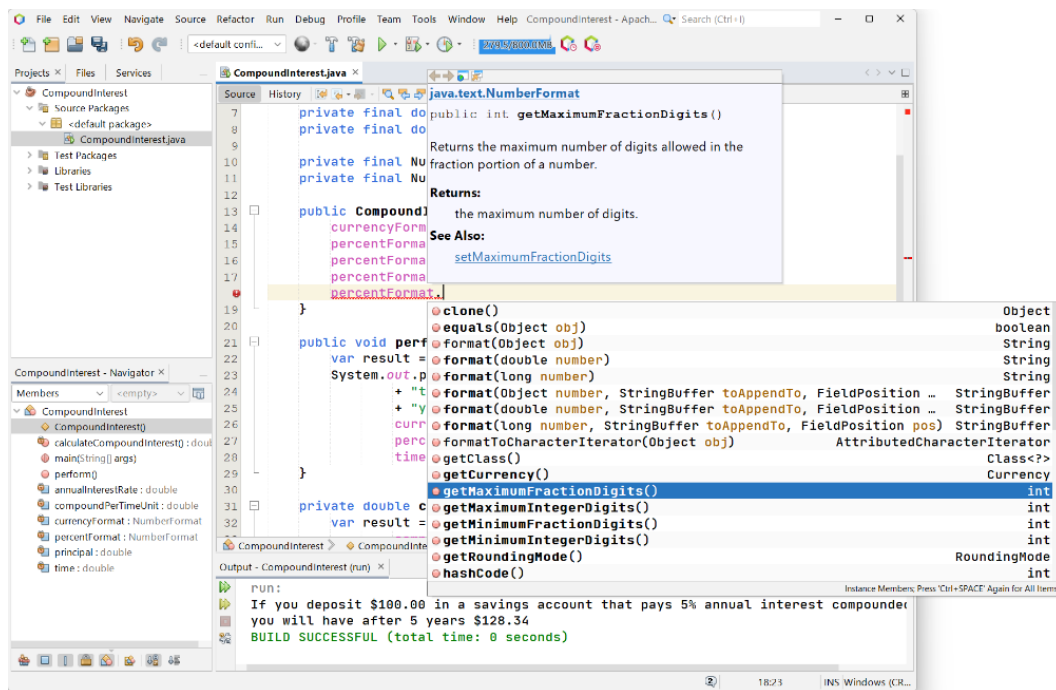 File Edit View Navigate Source Refactor Run Debug Profile Team Tools Window Help CompoundInterest - Apach... Search (Ctrl+I)
<default confi...
279.5/600.0MB
Projects × Files Services
CompoundInterest
Source Packages
<default package>
CompoundInterest.java
Test Packages
Libraries
Test Libraries
CompoundInterest - Navigator ×
Members <empty>
CompoundInterest
CompoundInterest()
calculateCompoundInterest() : doul
main(String[] args)
perform()
annualInterestRate : double
compoundPerTimeUnit : double
currencyFormat : NumberFormat
percentFormat : NumberFormat
principal : double
time : double
CompoundInterest.java ×
Source History
7 private final do
8 private final do
9
10 private final Nu
11 private final Nu
12
13 public CompoundI
14 currencyForm
15 percentForma
16 percentForma
17 percentForma
percentFormat.
19 }
20
21 public void perf
22 var result =
23 System.out.p
24 + "t
25 + "y
26 curr
27 perc
28 time
29 }
30
31 private double c
32 var result =
CompoundInterest CompoundInte
java.text.NumberFormat
public int getMaximumFractionDigits()
Returns the maximum number of digits allowed in the
fraction portion of a number.
Returns:
the maximum number of digits.
See Also:
setMaximumFractionDigits
clone() Object
equals(Object obj) boolean
format(Object obj) String
format(double number) String
format(long number) String
format(Object number, StringBuffer toAppendTo, FieldPosition … StringBuffer
format(double number, StringBuffer toAppendTo, FieldPosition … StringBuffer
format(long number, StringBuffer toAppendTo, FieldPosition pos) StringBuffer
formatToCharacterIterator(Object obj) AttributedCharacterIterator
getClass() Class<?>
getCurrency() Currency
getMaximumFractionDigits() int
getMaximumIntegerDigits() int
getMinimumFractionDigits() int
getMinimumIntegerDigits() int
getRoundingMode() RoundingMode
hashCode() int
Instance Members; Press 'Ctrl+SPACE' Again for All Items
Output - CompoundInterest (run) ×
run:
If you deposit $100.00 in a savings account that pays 5% annual interest compounded
you will have after 5 years $128.34
BUILD SUCCESSFUL (total time: 0 seconds)
2 18:23 INS Windows (CR...